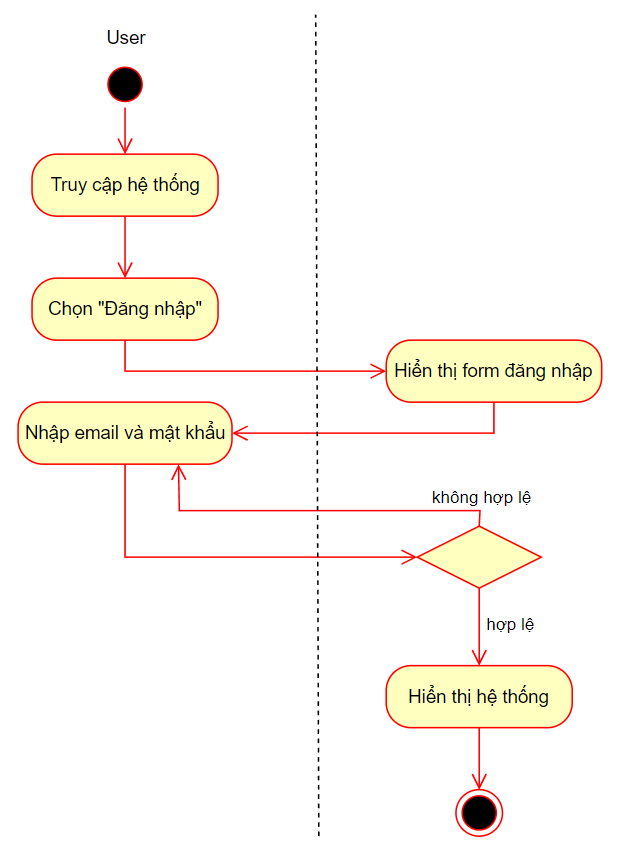 User
Truy cập hệ thống
Chọn "Đăng nhập"
Hiển thị form đăng nhập
Nhập email và mật khẩu
không hợp lệ
hợp lệ
Hiển thị hệ thống